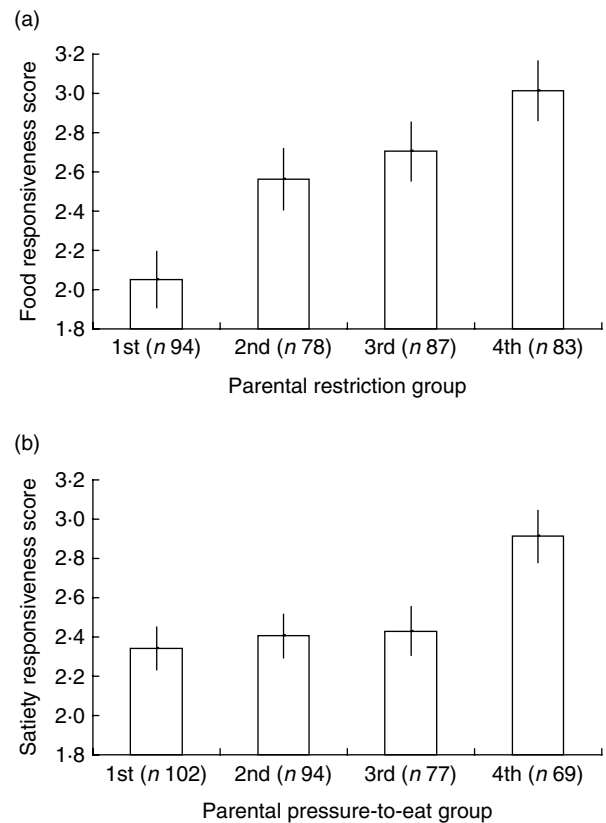 (a)
3·2
3·0
2·8
2·6
2·4
2·2
2·0
1·8
Food responsiveness score
1st (n 94) 2nd (n 78) 3rd (n 87) 4th (n 83)
Parental restriction group
(b)
3·2
3·0
2·8
2·6
2·4
2·2
2·0
1·8
Satiety responsiveness score
1st (n 102) 2nd (n 94) 3rd (n 77) 4th (n 69)
Parental pressure-to-eat group